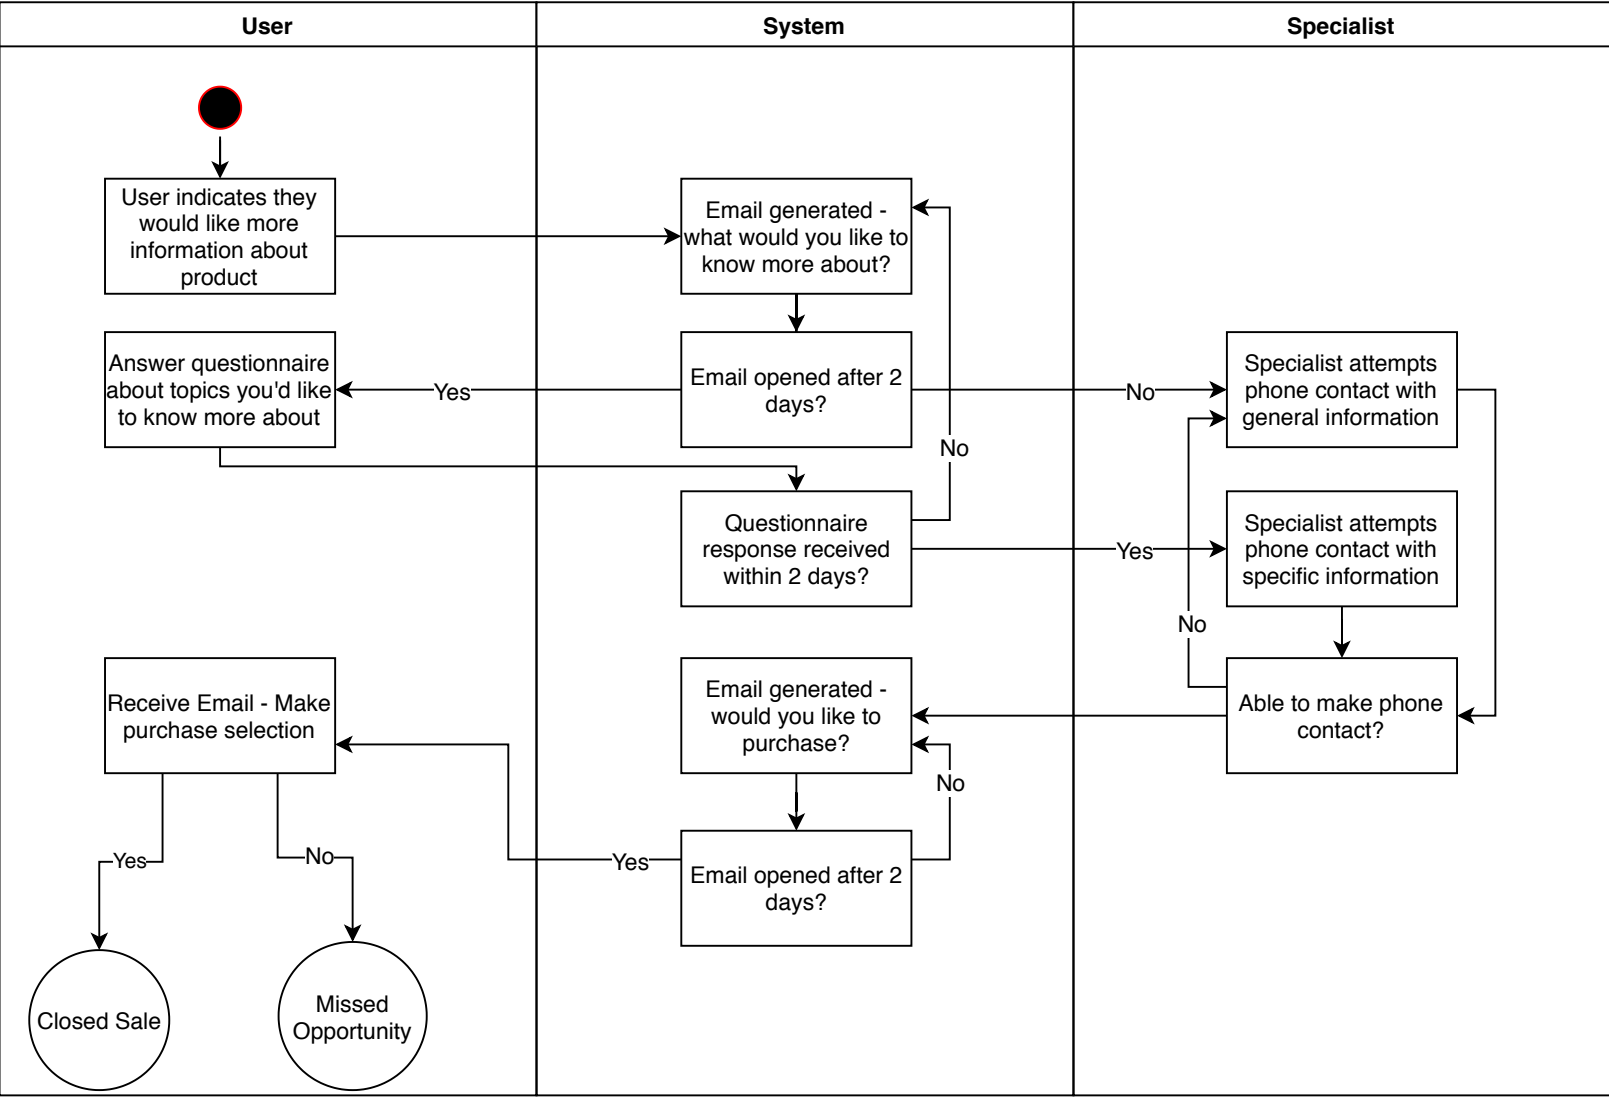 User
System
Specialist
User indicates they
would like more
information about
product
Email generated -
what would you like to
know more about?
Answer questionnaire
about topics you'd like
to know more about
Yes
Email opened after 2
days?
No
Specialist attempts
phone contact with
general information
No
Questionnaire
response received
within 2 days?
Yes
Specialist attempts
phone contact with
specific information
No
Receive Email - Make
purchase selection
Email generated -
would you like to
purchase?
Able to make phone
contact?
No
Yes
No
Yes
Email opened after 2
days?
Closed Sale
Missed
Opportunity